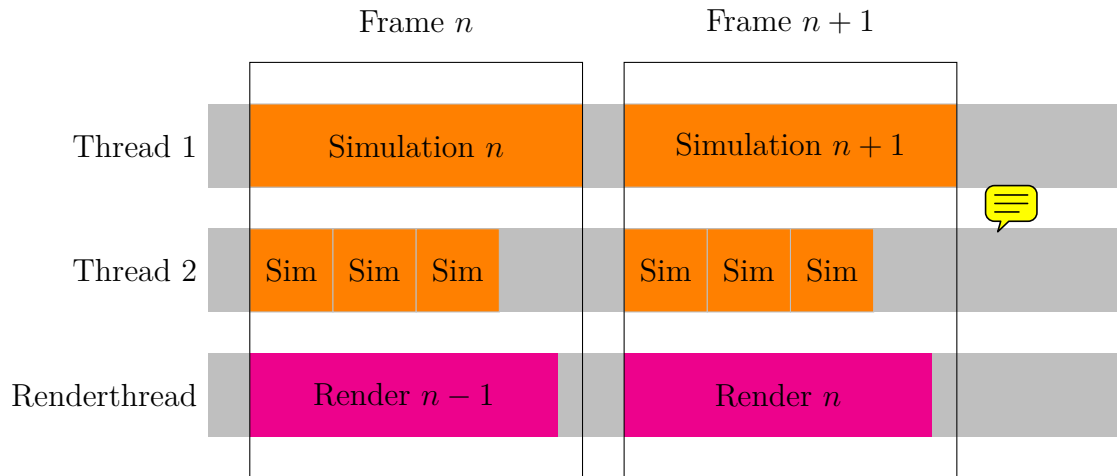 Frame n
Frame n + 1
Thread 1
Simulation n
Simulation n + 1
Thread 2
Sim
Sim
Sim
Sim
Sim
Sim
Renderthread
Render n − 1
Render n